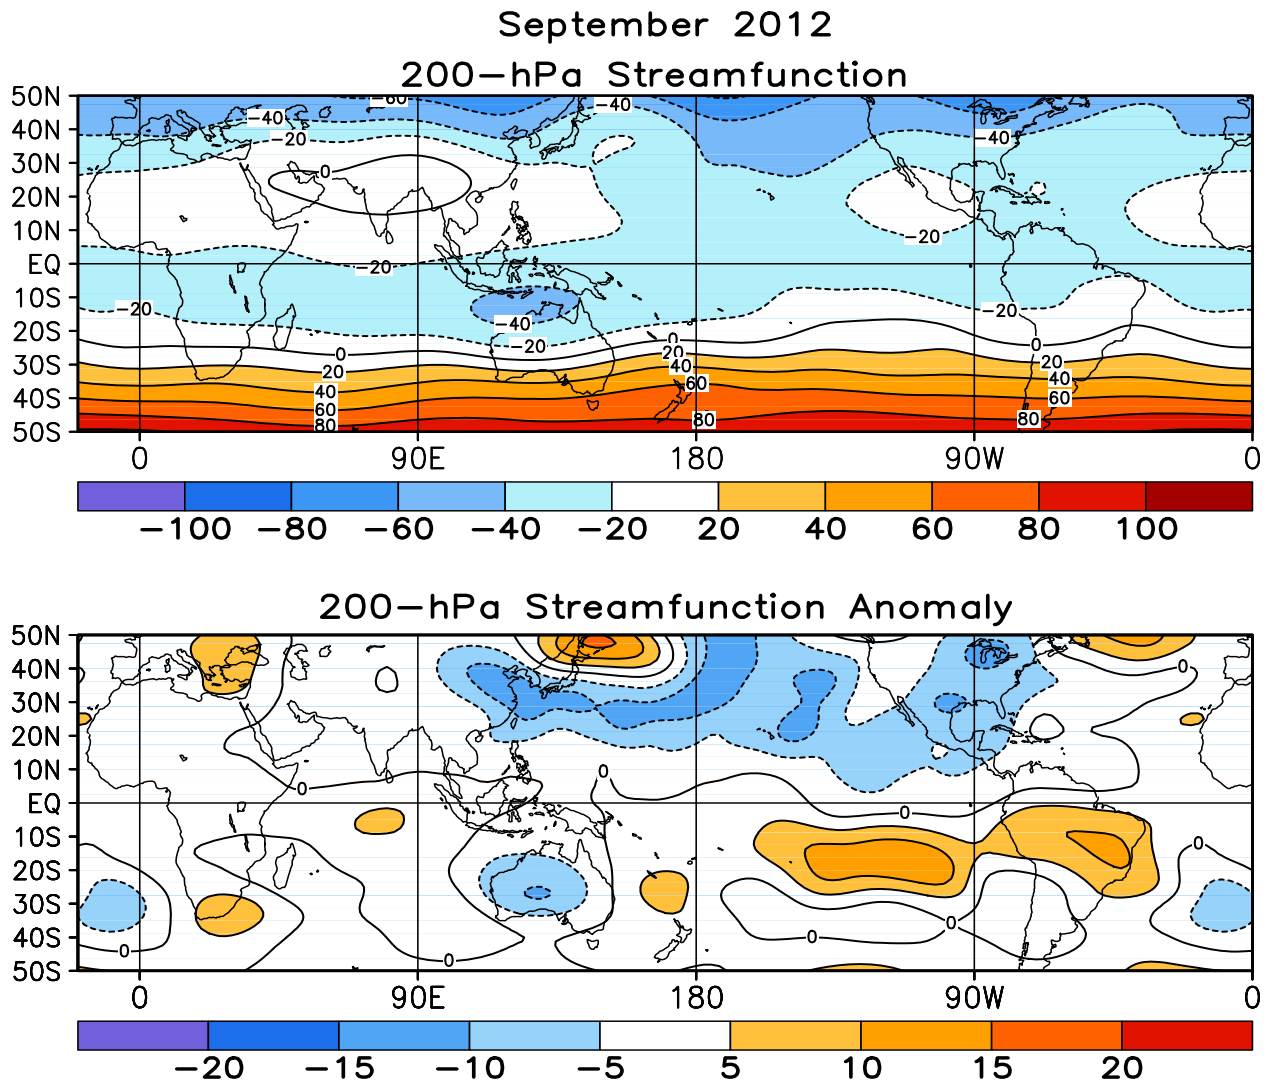 September 2012
200-hPa Streamfunction
50N
40N
30N
20N
10N
EQ
10S
20S
30S
40S
50S
-60
-40
-40
-20
-40
0
-20
-20
-20
-20
-40
-20
0
0
0
20
20
20
40
40
40
60
60
60
80
80
80
0 90E 180 90W 0
-100 -80 -60 -40 -20 20 40 60 80 100
200-hPa Streamfunction Anomaly
50N
40N
30N
20N
10N
EQ
10S
20S
30S
40S
50S
0
0
0
0
0
0
0
0
0
0 90E 180 90W 0
-20 -15 -10 -5 5 10 15 20